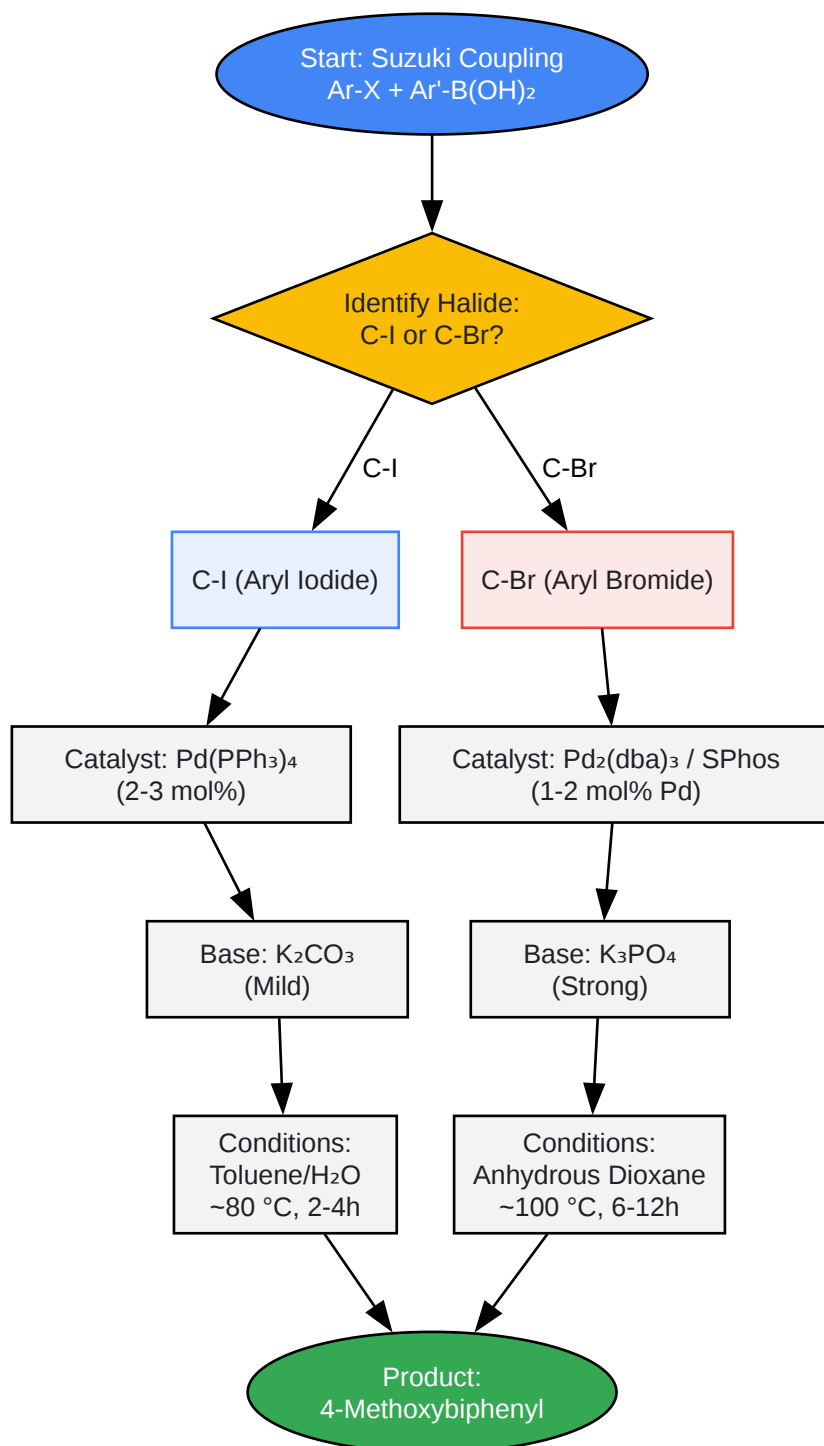 Start: Suzuki Coupling
Ar-X + Ar'-B(OH)₂
Identify Halide:
C-I or C-Br?
C-I
C-Br
C-I (Aryl Iodide)
C-Br (Aryl Bromide)
Catalyst: Pd(PPh₃)₄
(2-3 mol%)
Catalyst: Pd₂(dba)₃ / SPhos
(1-2 mol% Pd)
Base: K₂CO₃
(Mild)
Base: K₃PO₄
(Strong)
Conditions:
Toluene/H₂O
~80 °C, 2-4h
Conditions:
Anhydrous Dioxane
~100 °C, 6-12h
Product:
4-Methoxybiphenyl